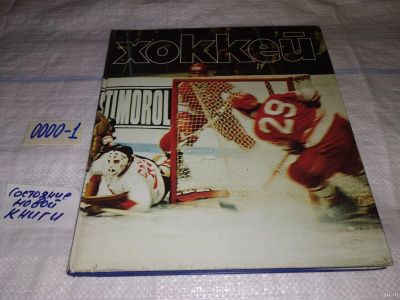 хоккей
STIMOROL
29
0000-1
Состояние
новой
книги